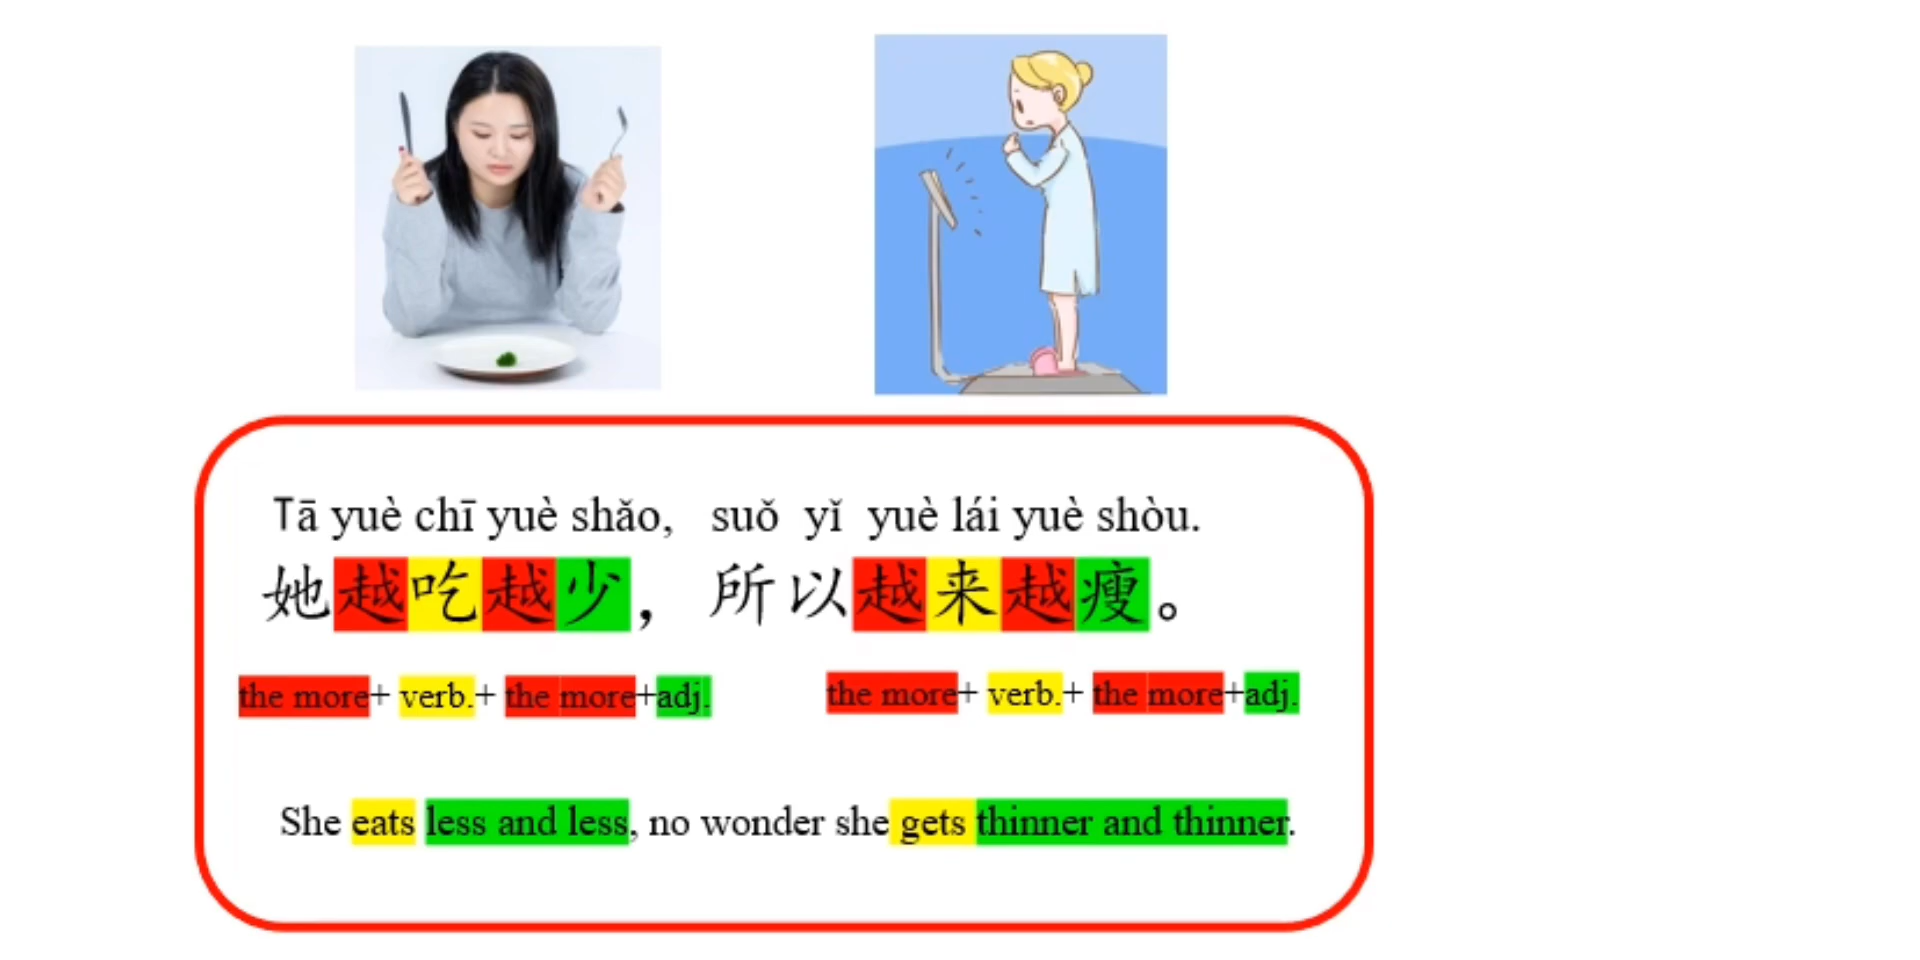 Tā yuè chī yuè shǎo, suǒ yǐ yuè lái yuè shòu.
她越吃越少，所以越来越瘦。
the more+ verb.+ the more+adj. the more+ verb.+ the more+adj.
She eats less and less, no wonder she gets thinner and thinner.